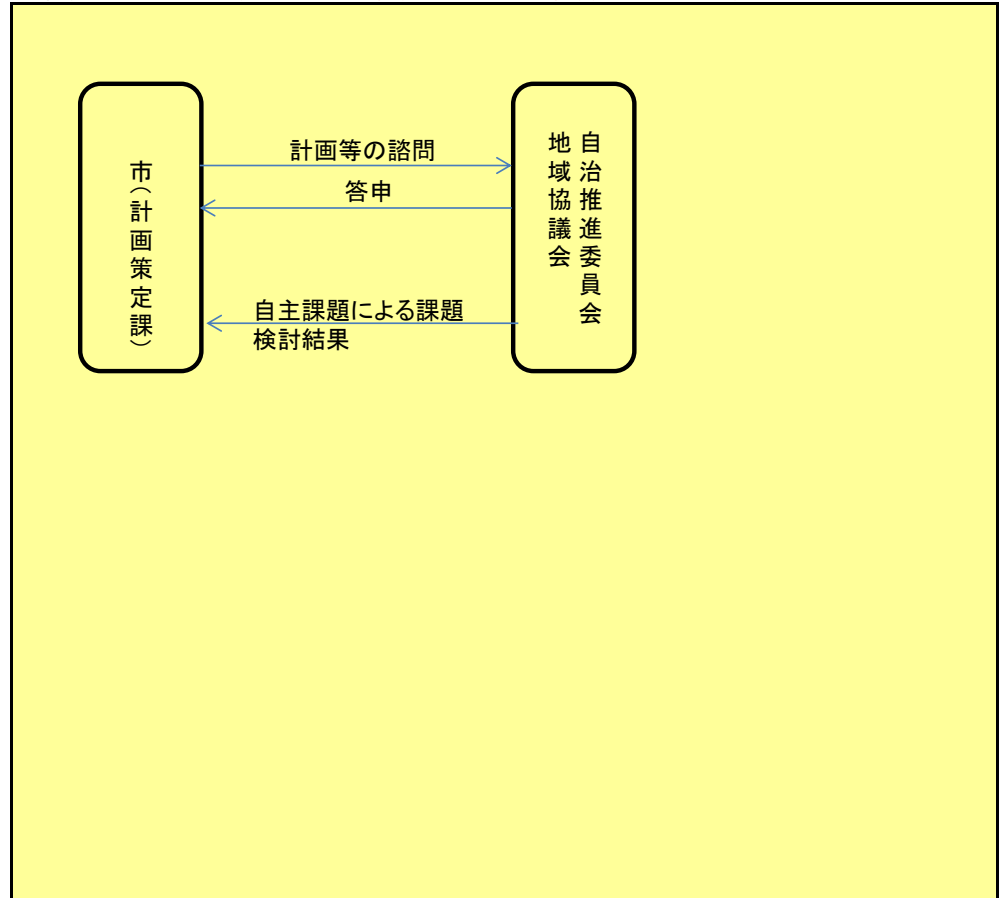 市（計画策定課）
計画等の諮問
答申
自主課題による課題
検討結果
自治推進委員会
地域協議会